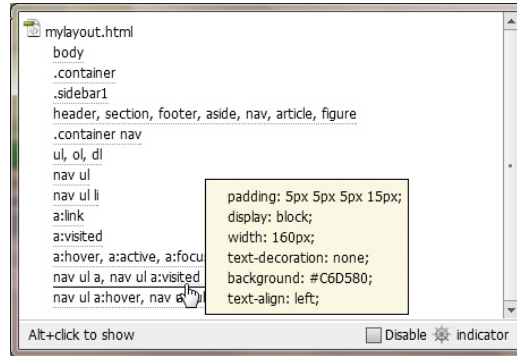 mylayout.html
body
.container
.sidebar1
header, section, footer, aside, nav, article, figure
.container nav
ul, ol, dl
nav ul
nav ul li
a:link
a:visited
a:hover, a:active,
nav ul a, nav ul a:visited
nav ul a:hover, nav
padding: 5px 5px 5px 15px;
display: block;
width: 160px;
text-decoration: none;
background: #C6D580;
text-align: left;
Alt+click to show
Disable indicator